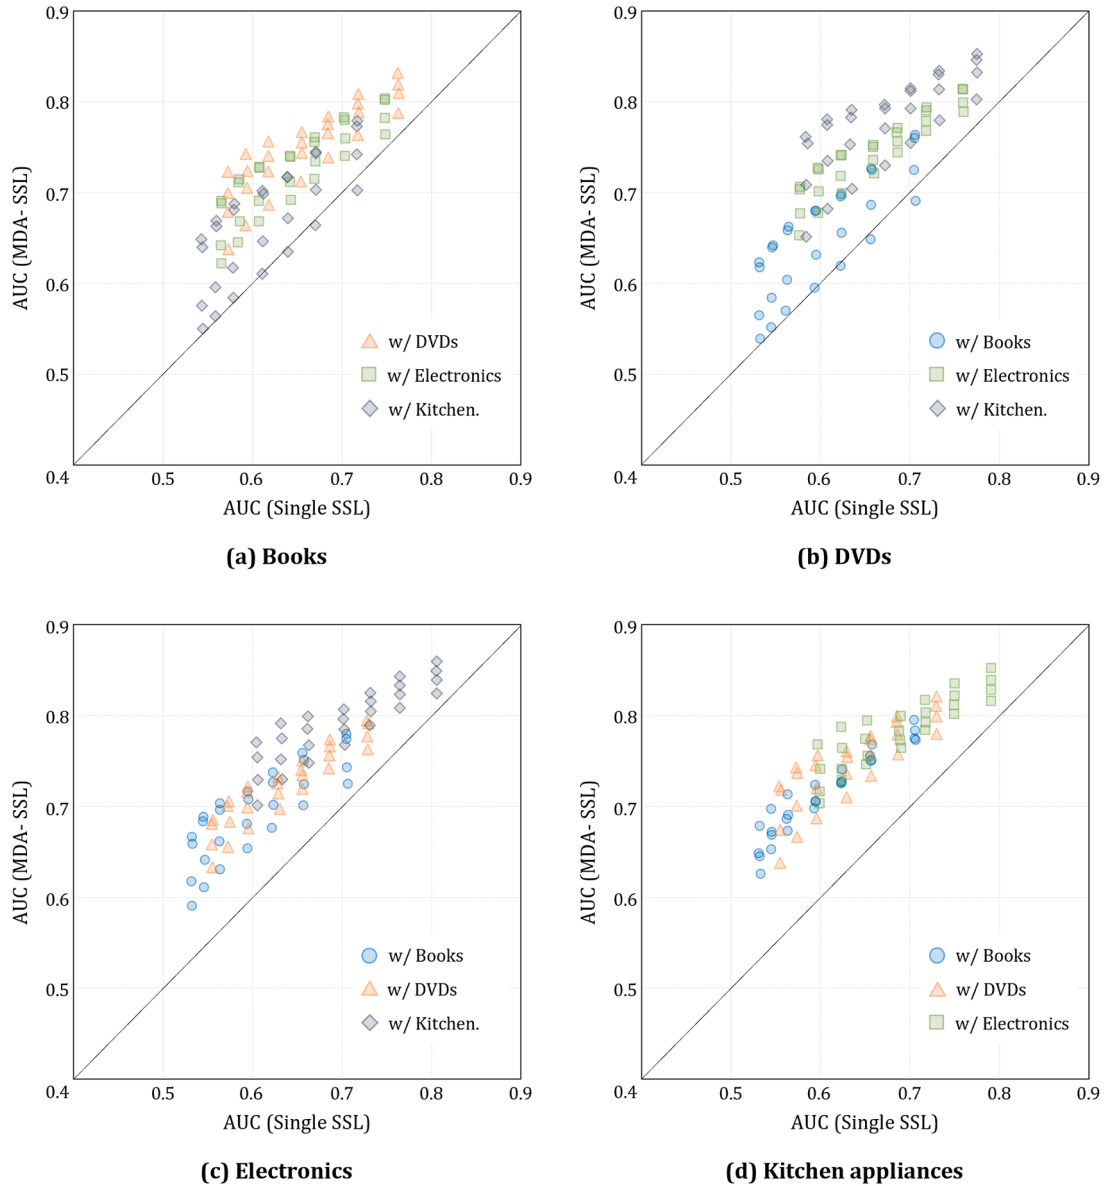 0.9
0.8
0.7
0.6
0.5
0.4
AUC (MDA- SSL)
0.5 0.6 0.7 0.8 0.9
AUC (Single SSL)
w/ DVDs
w/ Electronics
w/ Kitchen.
(a) Books
0.9
0.8
0.7
0.6
0.5
0.4
AUC (MDA- SSL)
0.5 0.6 0.7 0.8 0.9
AUC (Single SSL)
w/ Books
w/ Electronics
w/ Kitchen.
(b) DVDs
0.9
0.8
0.7
0.6
0.5
0.4
AUC (MDA- SSL)
0.5 0.6 0.7 0.8 0.9
AUC (Single SSL)
w/ Books
w/ DVDs
w/ Kitchen.
(c) Electronics
0.9
0.8
0.7
0.6
0.5
0.4
AUC (MDA- SSL)
0.5 0.6 0.7 0.8 0.9
AUC (Single SSL)
w/ Books
w/ DVDs
w/ Electronics
(d) Kitchen appliances